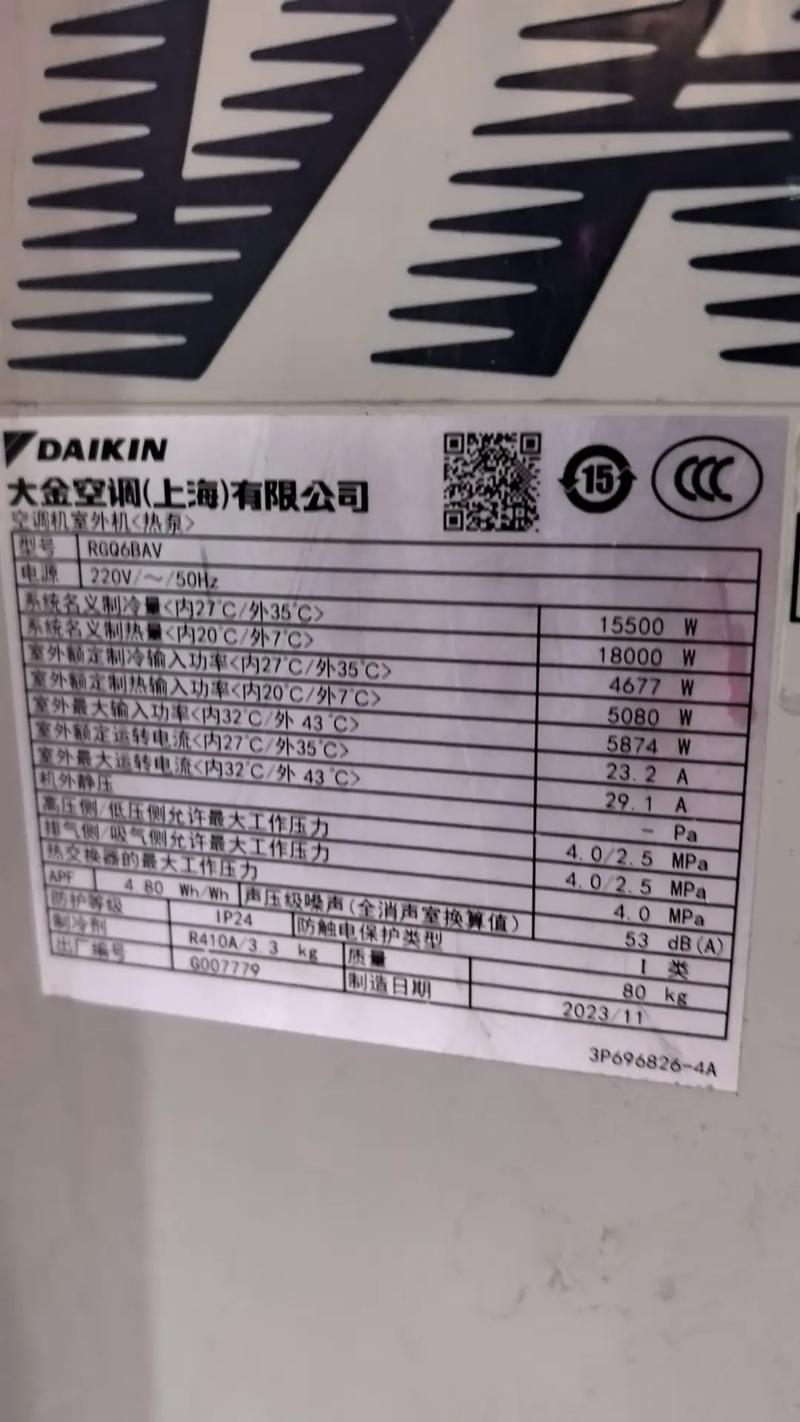 VR
DAIKIN
15
CCC
大金空调(上海)有限公司
空调机室外机<热泵>
型号 RGQ6BAV
电源 220V/~/50Hz
系统名义制冷量<内27℃/外35℃> 15500 W
系统名义制热量<内20℃/外7℃> 18000 W
室外额定制冷输入功率<内27℃/外35℃> 4677 W
室外额定制热输入功率<内20℃/外7℃> 5080 W
室外最大输入功率<内32℃/外 43℃> 5874 W
室外额定运转电流<内27℃/外35℃> 23.2 A
室外最大运转电流<内32℃/外 43℃> 29.1 A
机外静压 - Pa
高压侧/低压侧允许最大工作压力 4.0/2.5 MPa
排气侧/吸气侧允许最大工作压力 4.0/2.5 MPa
热交换器的最大工作压力 4.0 MPa
APF 4.80 Wh/Wh 声压级噪声(全消声室换算值) 53 dB(A)
防护等级 IP24 防触电保护类型 I 类
制冷剂 R410A/3.3 kg 质量 80 kg
出厂编号 G007779 制造日期 2023/11
3P696826-4A